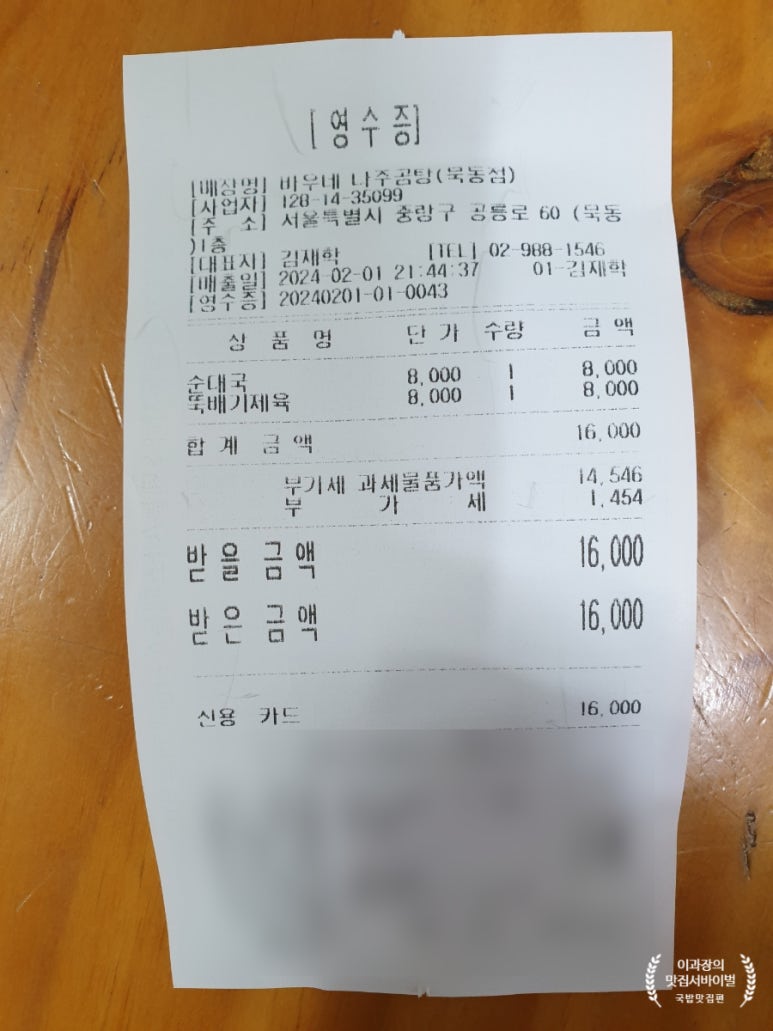 [영수증]
[매장명] 바우네 나주곰탕(묵동점)
[사업자] 128-14-35099
[주 소] 서울특별시 중랑구 공릉로 60 (묵동
)1층
[대표자] 김재학 [TEL] 02-988-1546
[매출일] 2024-02-01 21:44:37 01-김재학
[영수증] 20240201-01-0043
상 품 명 단 가 수량 금 액
순대국 8,000 1 8,000
뚝배기제육 8,000 1 8,000
합 계 금 액 16,000
부가세 과세물품가액 14,546
부 가 세 1,454
받 을 금 액 16,000
받 은 금 액 16,000
신용 카드 16,000
이과장의
맛집서바이벌
국밥맛집편